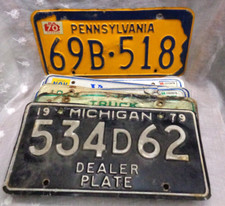 70
PENNSYLVANIA
69B·518
TRUCK
19 MICHIGAN 79
534D62
DEALER
PLATE